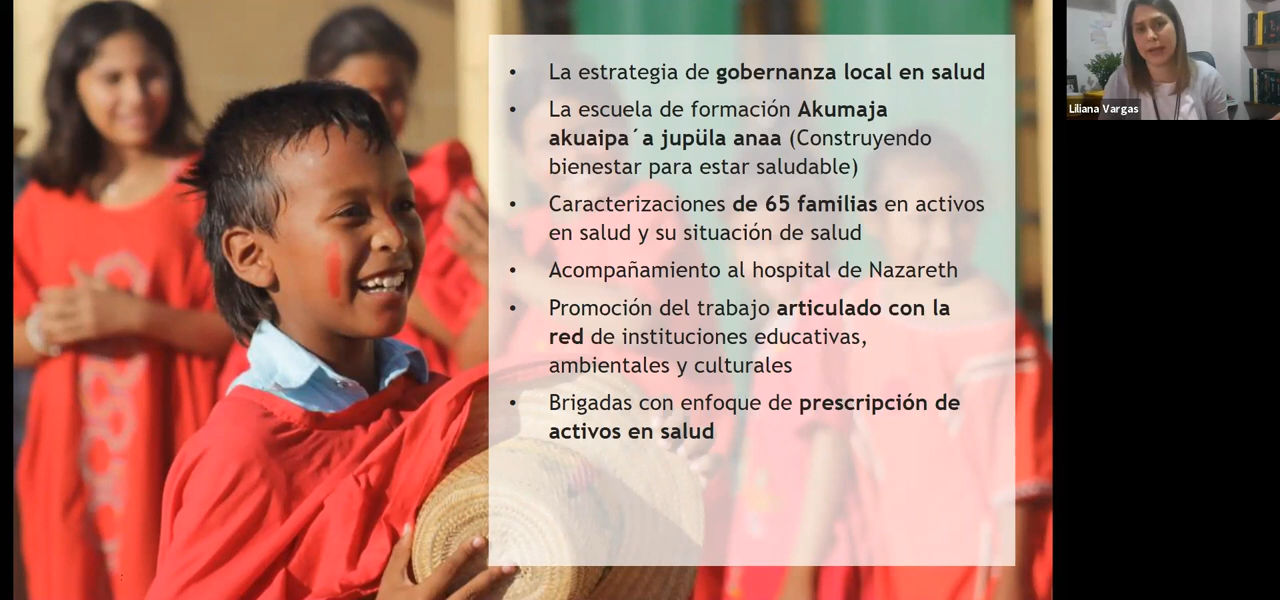 • La estrategia de gobernanza local en salud
• La escuela de formación Akumaja
akuaipa´a jupüla anaa (Construyendo
bienestar para estar saludable)
• Caracterizaciones de 65 familias en activos
en salud y su situación de salud
• Acompañamiento al hospital de Nazareth
• Promoción del trabajo articulado con la
red de instituciones educativas,
ambientales y culturales
• Brigadas con enfoque de prescripción de
activos en salud
Liliana Vargas